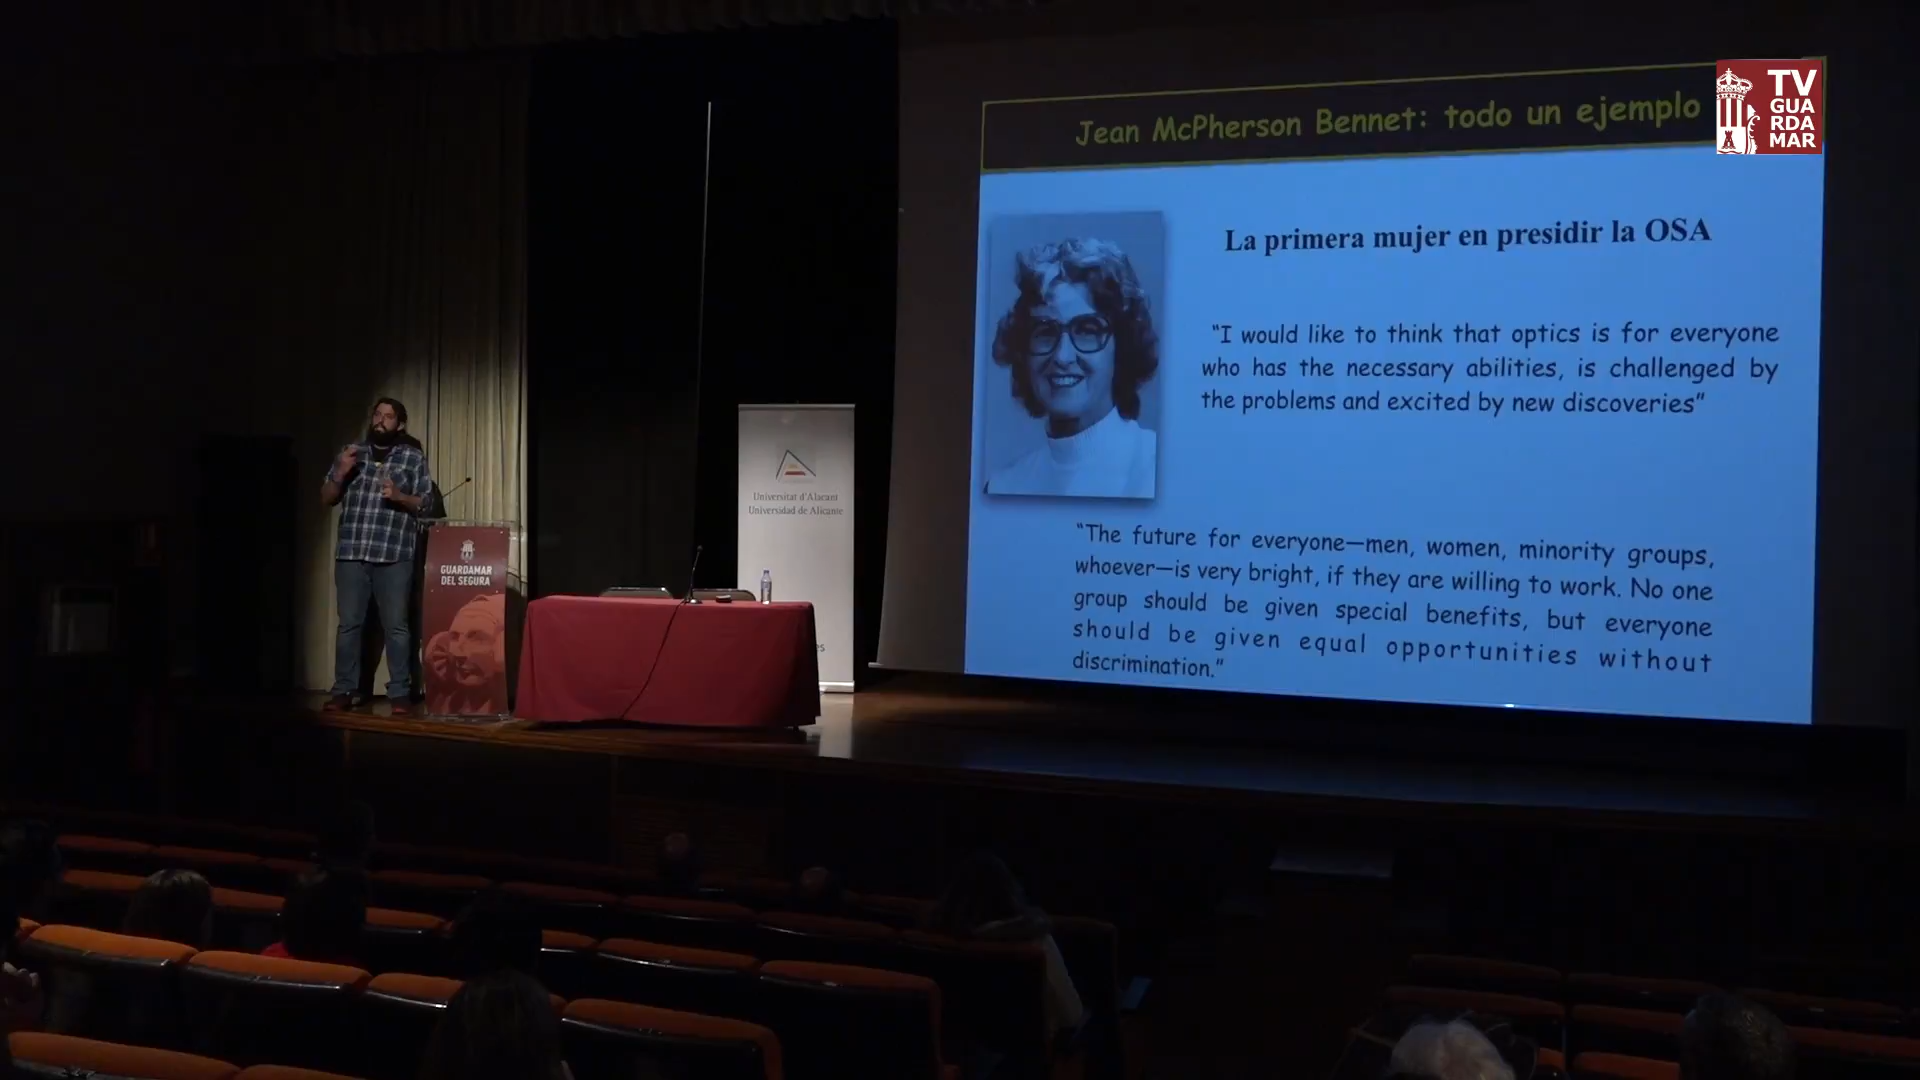 TV
GUA
RDA
MAR
Jean McPherson Bennet: todo un ejemplo
La primera mujer en presidir la OSA
“I would like to think that optics is for everyone
who has the necessary abilities, is challenged by
the problems and excited by new discoveries”
“The future for everyone—men, women, minority groups,
whoever—is very bright, if they are willing to work. No one
group should be given special benefits, but everyone
should be given equal opportunities without
discrimination.”
Universitat d'Alacant
Universidad de Alicante
GUARDAMAR
DEL SEGURA